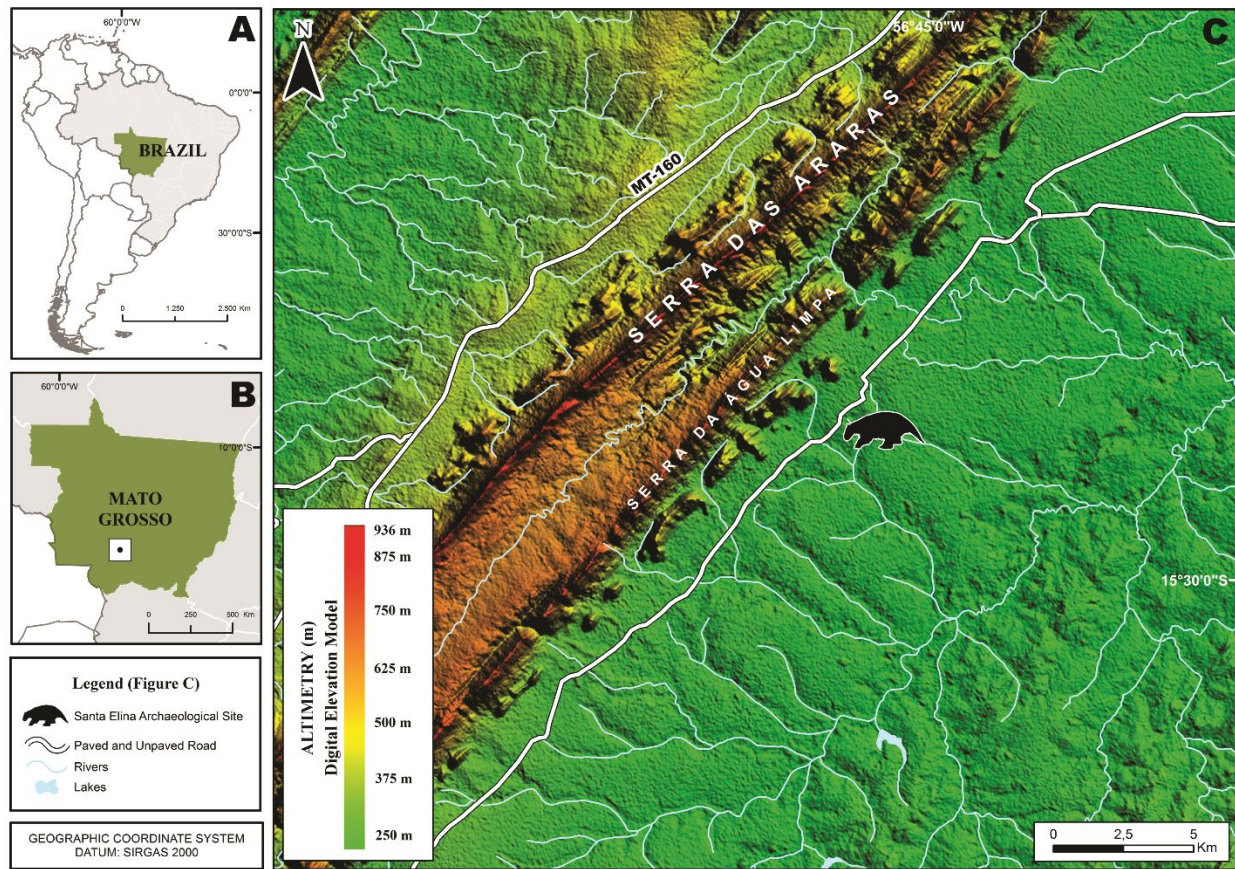 60°0'0"W
A
0°0'0"
BRAZIL
30°0'0"S
0 1.250 2.500 Km
60°0'0"W
B
10°0'0"S
MATO
GROSSO
0 250 500 Km
Legend (Figure C)
Santa Elina Archaeological Site
Paved and Unpaved Road
Rivers
Lakes
GEOGRAPHIC COORDINATE SYSTEM
DATUM: SIRGAS 2000
N
56°45'0"W
C
MT-160
SERRA DAS ARARAS
SERRA DA AGUA LIMPA
15°30'0"S
ALTIMETRY (m)
Digital Elevation Model
936 m
875 m
750 m
625 m
500 m
375 m
250 m
0 2,5 5
Km